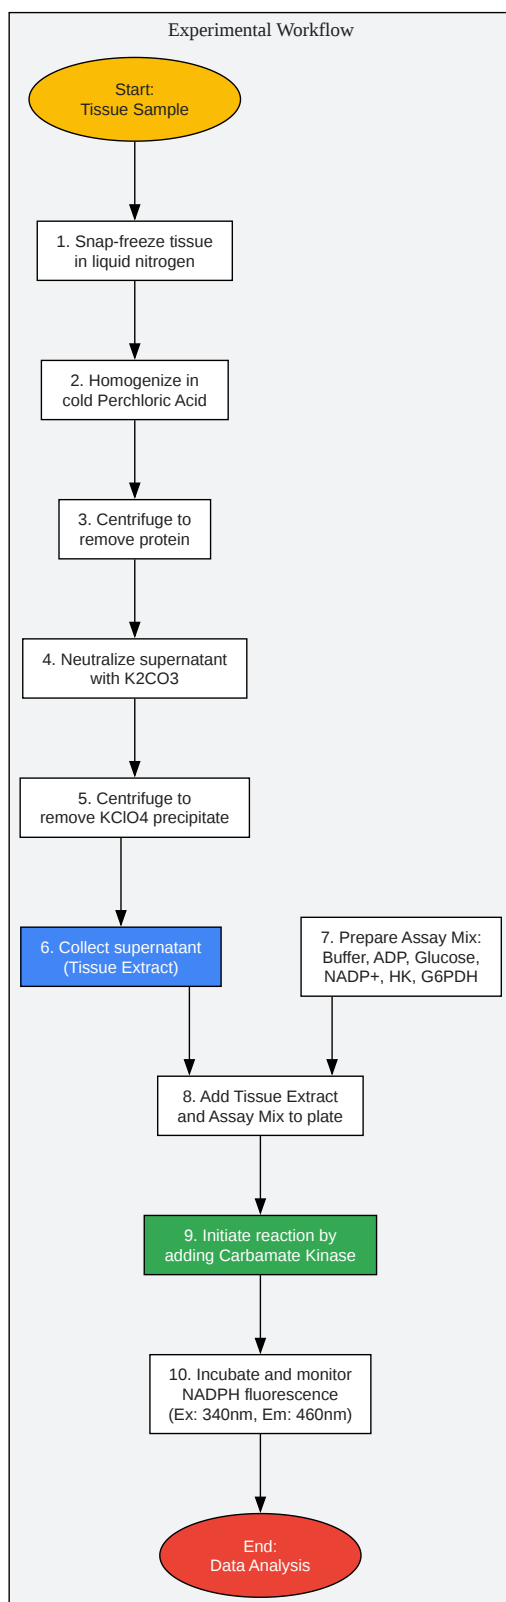 Experimental Workflow
Start:
Tissue Sample
1. Snap-freeze tissue
in liquid nitrogen
2. Homogenize in
cold Perchloric Acid
3. Centrifuge to
remove protein
4. Neutralize supernatant
with K2CO3
5. Centrifuge to
remove KClO4 precipitate
6. Collect supernatant
(Tissue Extract)
7. Prepare Assay Mix:
Buffer, ADP, Glucose,
NADP+, HK, G6PDH
8. Add Tissue Extract
and Assay Mix to plate
9. Initiate reaction by
adding Carbamate Kinase
10. Incubate and monitor
NADPH fluorescence
(Ex: 340nm, Em: 460nm)
End:
Data Analysis